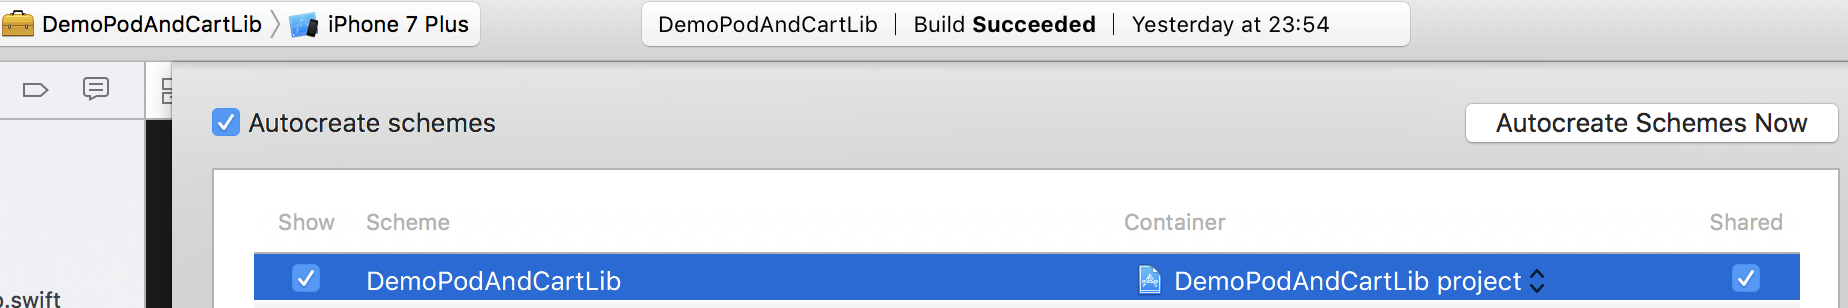 DemoPodAndCartLib iPhone 7 Plus DemoPodAndCartLib Build Succeeded Yesterday at 23:54
Autocreate schemes Autocreate Schemes Now
Show Scheme Container Shared
DemoPodAndCartLib DemoPodAndCartLib project
.swift